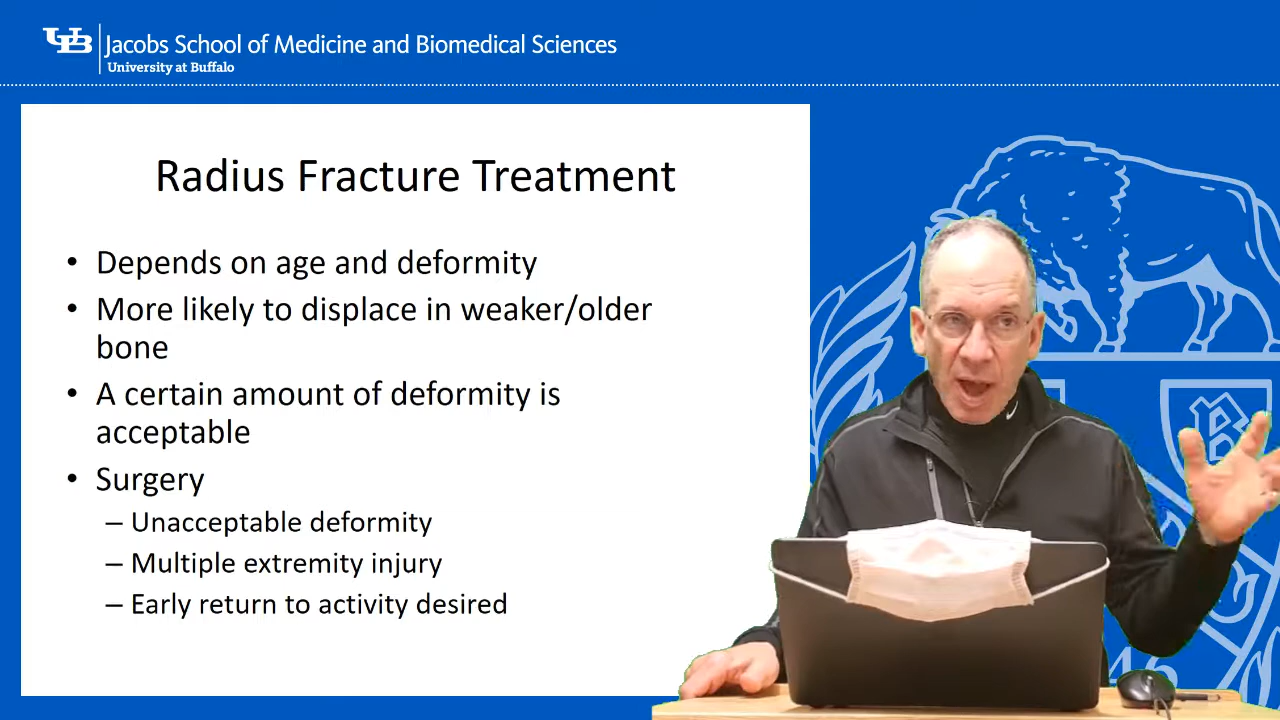 UB
Jacobs School of Medicine and Biomedical Sciences
University at Buffalo
Radius Fracture Treatment
• Depends on age and deformity
• More likely to displace in weaker/older
bone
• A certain amount of deformity is
acceptable
• Surgery
– Unacceptable deformity
– Multiple extremity injury
– Early return to activity desired
B
46